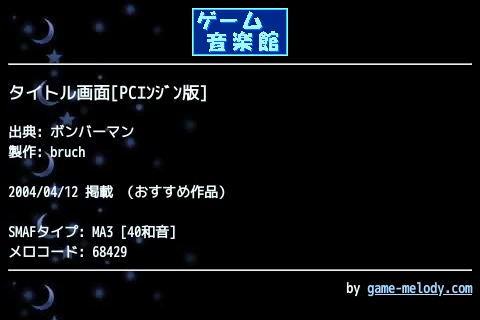 ゲーム
音楽館
タイトル画面[PCｴﾝｼﾞﾝ版]
出典: ボンバーマン
製作: bruch
2004/04/12 掲載 (おすすめ作品)
SMAFタイプ: MA3 [40和音]
メロコード: 68429
by game-melody.com